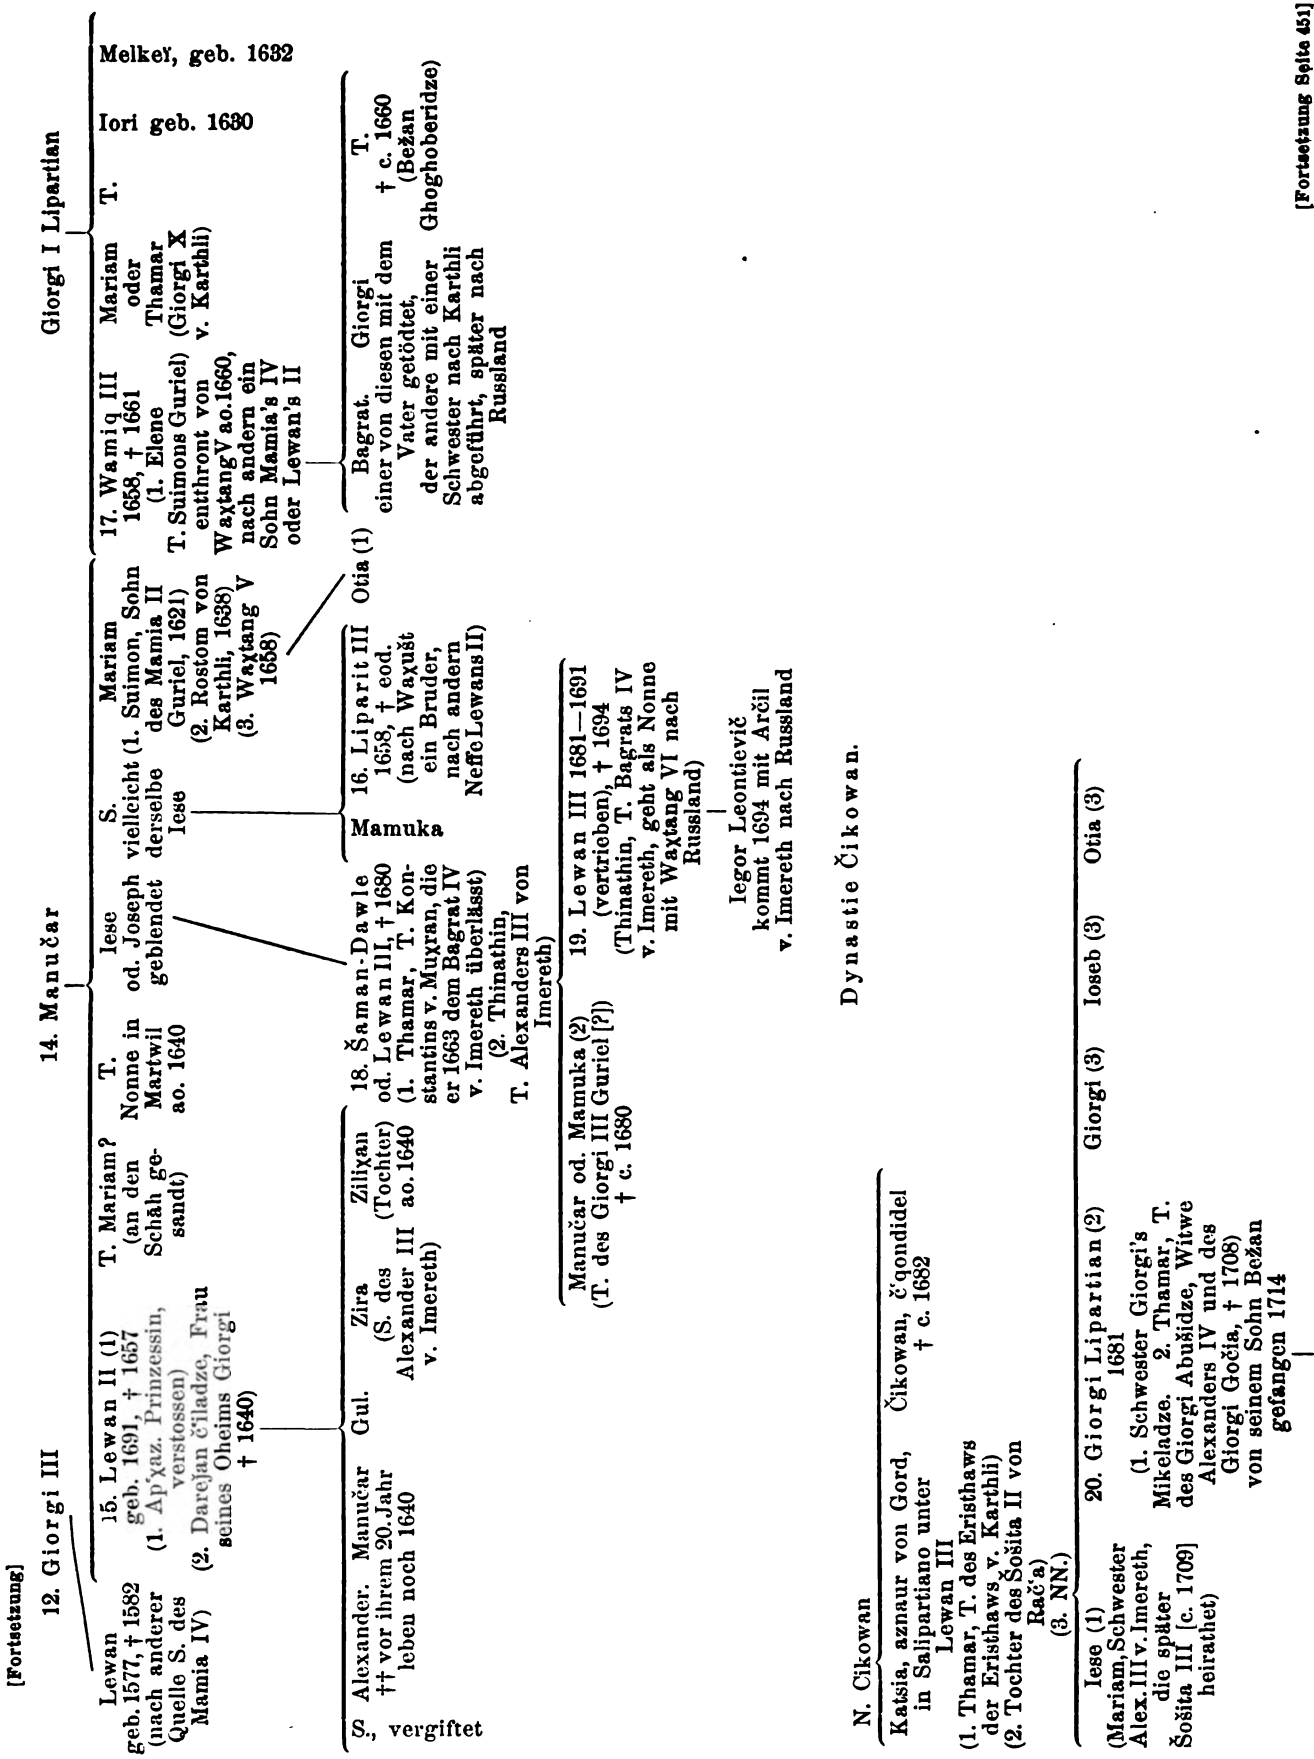 [Fortsetzung]
12. Giorgi III
14. Manučar
Giorgi I Lipartian
Lewan
geb. 1577, † 1582
(nach anderer
Quelle S. des
Mamia IV)
15. Lewan II (1)
geb. 1691, † 1657
(1. Ap‘χaz. Prinzessin,
verstossen)
(2. Darejan č‘iladze, Frau
seines Oheims Giorgi
† 1640)
T. Mariam?
(an den
Schāh ge-
sandt)
T.
Nonne in
Martwil
ao. 1640
Iese
od. Joseph
geblendet
S.
vielleicht
derselbe
Iese
Mariam
(1. Suimon, Sohn
des Mamia II
Guriel, 1621)
(2. Rostom von
Karthli, 1638)
(3. Waχtang V
1658)
17. Wamiq III
1658, † 1661
(1. Elene
T. Suimons Guriel)
entthront von
Waχtang V ao. 1660,
nach andern ein
Sohn Mamia's IV
oder Lewan's II
Mariam
oder
Thamar
(Giorgi X
v. Karthli)
T.
Iori geb. 1630
Melkeï, geb. 1632
S., vergiftet
Alexander. Manučar
†† vor ihrem 20. Jahr
leben noch 1640
Gul.
Zira
(S. des
Alexander III
v. Imereth)
Ziliχan
(Tochter)
ao. 1640
18. Šaman-Dawle
od. Lewan III, † 1680
(1. Thamar, T. Kon-
stantins v. Muχran, die
er 1663 dem Bagrat IV
v. Imereth überlässt)
(2. Thinathin,
T. Alexanders III von
Imereth)
Mamuka
16. Liparit III
1658, † eod.
(nach Waχušt
ein Bruder,
nach andern
Neffe Lewans II)
Otia (1)
Bagrat. Giorgi
einer von diesen mit dem
Vater getödtet,
der andere mit einer
Schwester nach Karthli
abgeführt, später nach
Russland
T.
† c. 1660
(Bežan
Ghoghoberidze)
Manučar od. Mamuka (2)
(T. des Giorgi III Guriel [?])
† c. 1680
19. Lewan III 1681—1691
(vertrieben), † 1694
(Thinathin, T. Bagrats IV
v. Imereth, geht als Nonne
mit Waχtang VI nach
Russland)
Iegor Leontievič
kommt 1694 mit Arčil
v. Imereth nach Russland
Dynastie Čikowan.
N. Cikowan
Katsia, aznaur von Gord,
in Salipartiano unter
Lewan III
(1. Thamar, T. des Eristhaws
der Eristhaws v. Karthli)
(2. Tochter des Šošita II von
Rač‘a)
(3. NN.)
Čikowan, č‘qondidel
† c. 1682
Iese (1)
(Mariam, Schwester
Alex. III v. Imereth,
die später
Šošita III [c. 1709]
heirathet)
20. Giorgi Lipartian (2)
1681
(1. Schwester Giorgi's
Mikeladze. 2. Thamar, T.
des Giorgi Abušidze, Witwe
Alexanders IV und des
Giorgi Gočia, † 1708)
von seinem Sohn Bežan
gefangen 1714
Giorgi (3)
Ioseb (3)
Otia (3)
[Fortsetzung Seite 451]